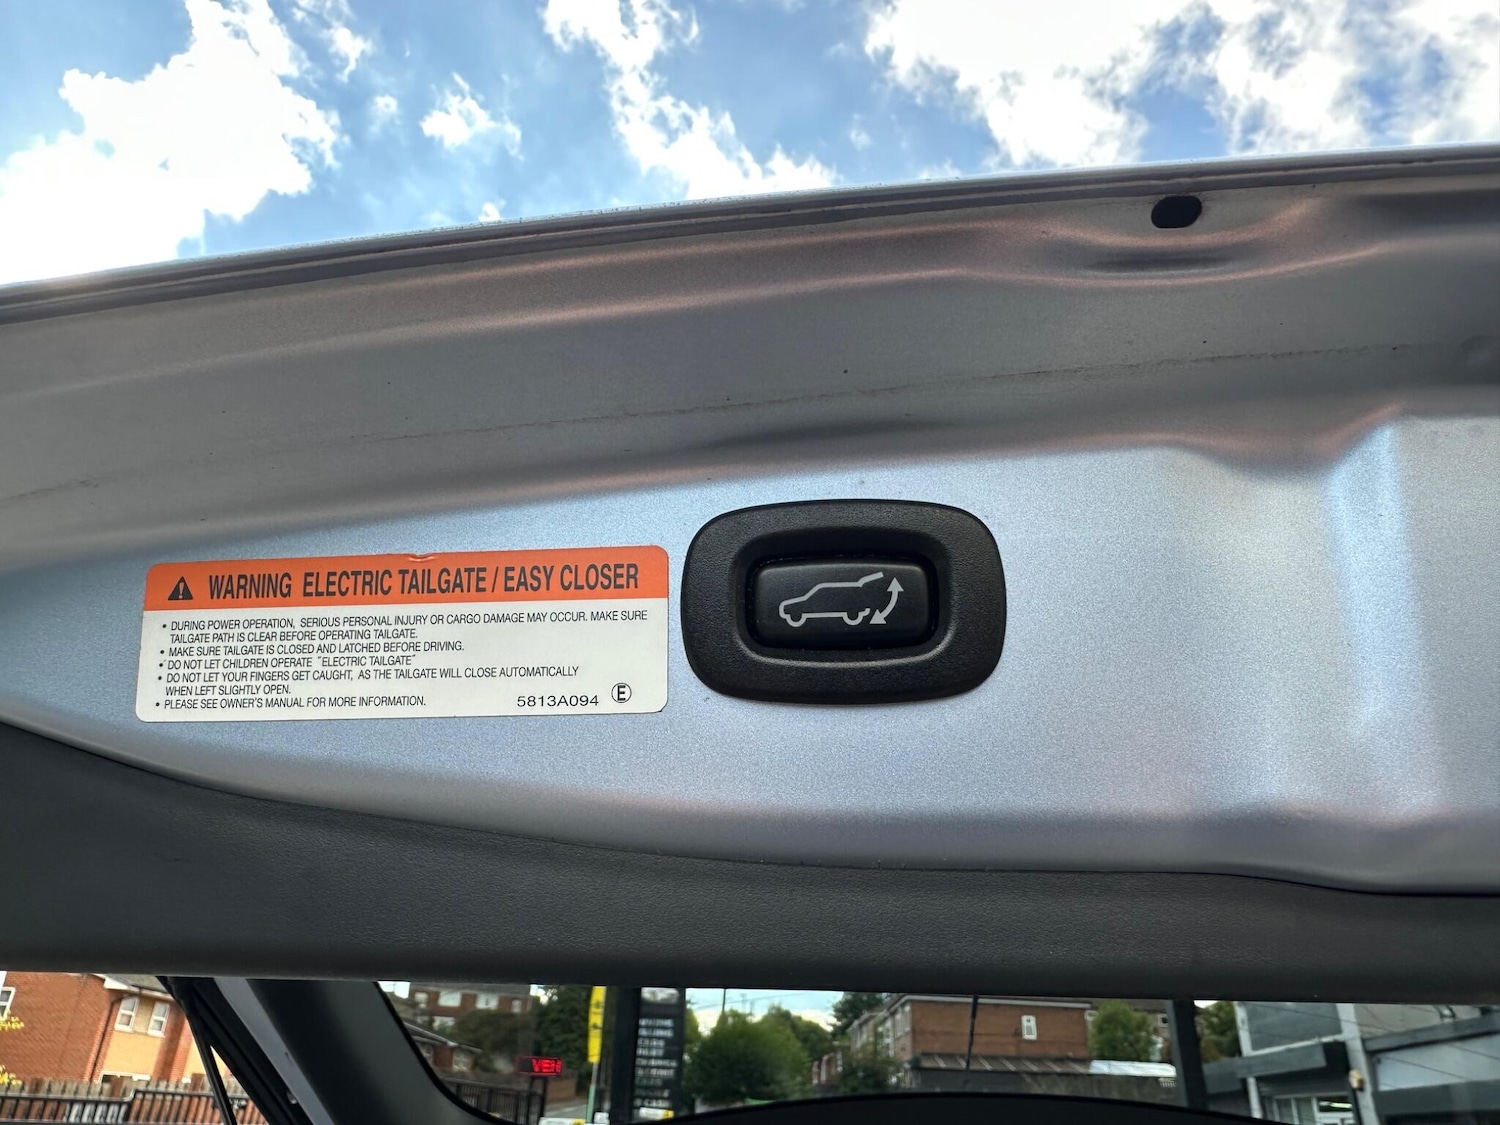 WARNING ELECTRIC TAILGATE / EASY CLOSER
• DURING POWER OPERATION, SERIOUS PERSONAL INJURY OR CARGO DAMAGE MAY OCCUR. MAKE SURE
TAILGATE PATH IS CLEAR BEFORE OPERATING TAILGATE.
• MAKE SURE TAILGATE IS CLOSED AND LATCHED BEFORE DRIVING.
• DO NOT LET CHILDREN OPERATE "ELECTRIC TAILGATE"
• DO NOT LET YOUR FINGERS GET CAUGHT, AS THE TAILGATE WILL CLOSE AUTOMATICALLY
WHEN LEFT SLIGHTLY OPEN.
• PLEASE SEE OWNER'S MANUAL FOR MORE INFORMATION.
5813A094 E
VEH